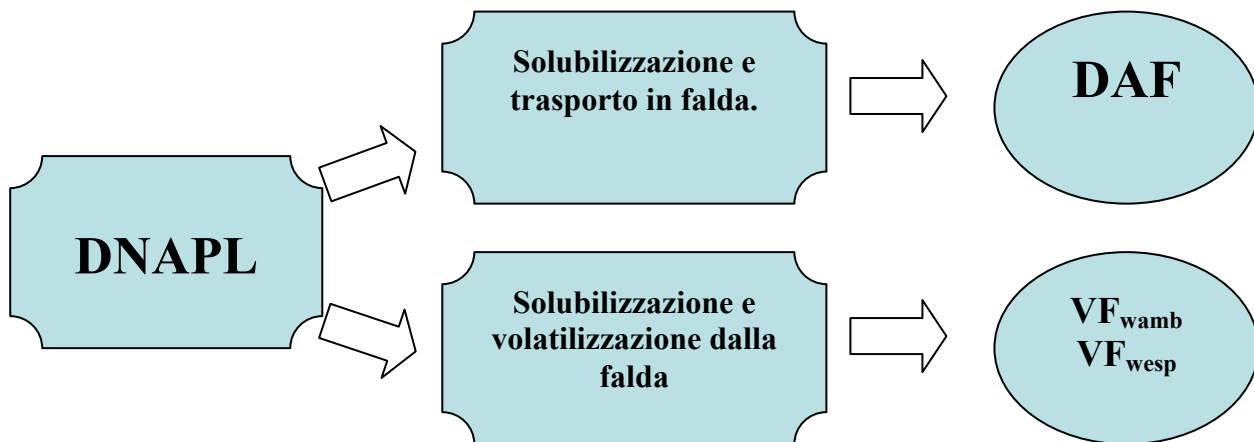 DNAPL
Solubilizzazione e
trasporto in falda.
DAF
Solubilizzazione e
volatilizzazione dalla
falda
VFwamb
VFwesp